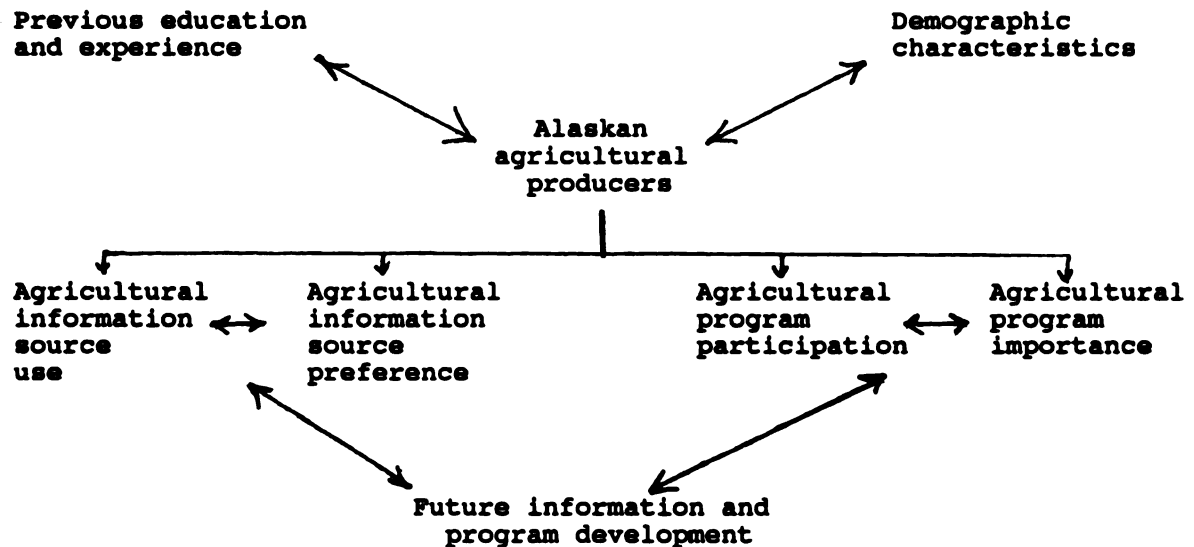 Previous education
and experience
Demographic
characteristics
Alaskan
agricultural
producers
Agricultural
information
source
use
Agricultural
information
source
preference
Agricultural
program
participation
Agricultural
program
importance
Future information and
program development